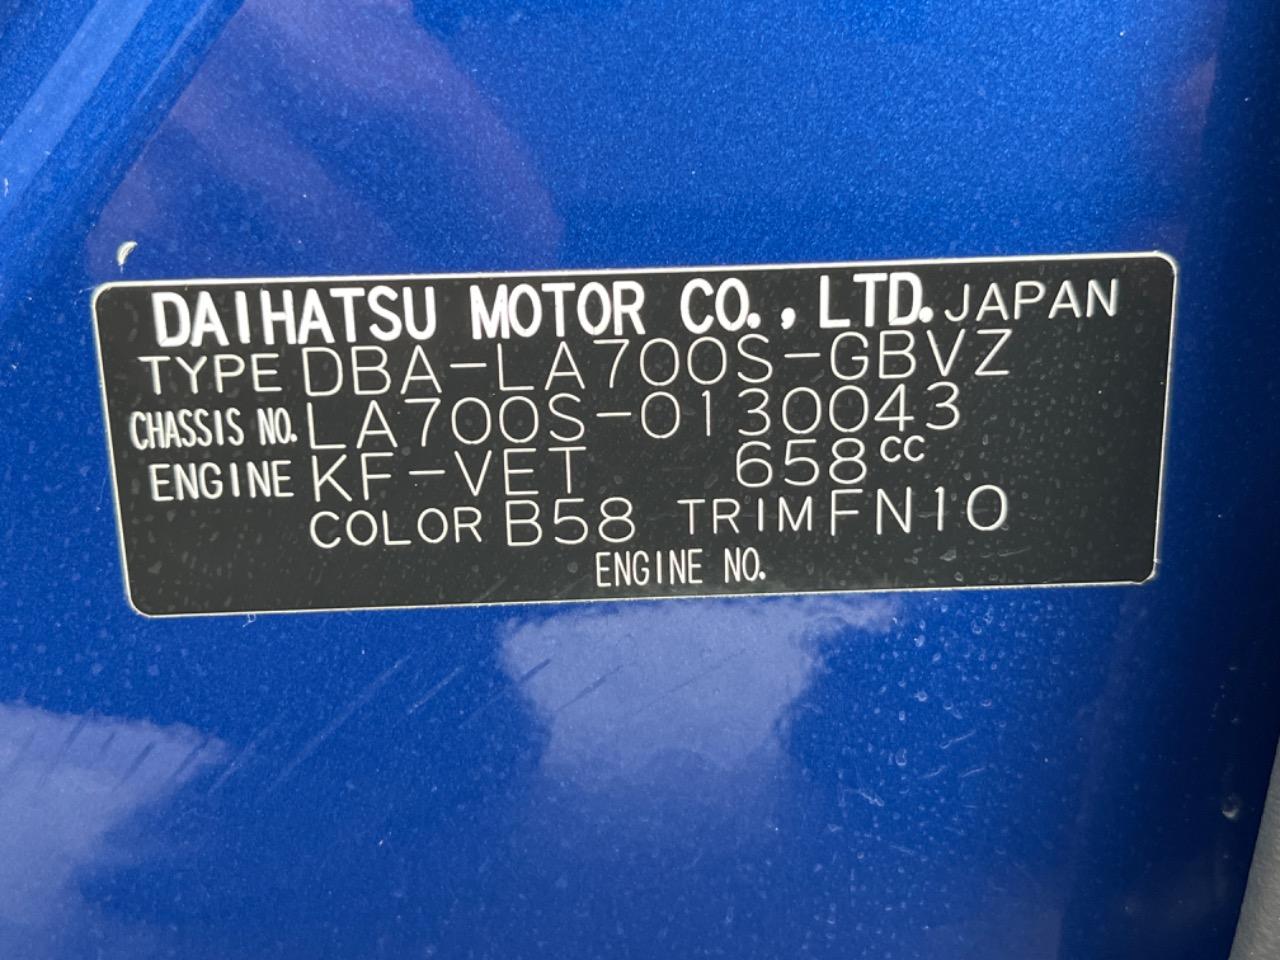 DAIHATSU MOTOR CO., LTD. JAPAN
TYPE DBA-LA700S-GBVZ
CHASSIS NO. LA700S-0130043
ENGINE KF-VET 658cc
COLOR B58 TRIM FN10
ENGINE NO.